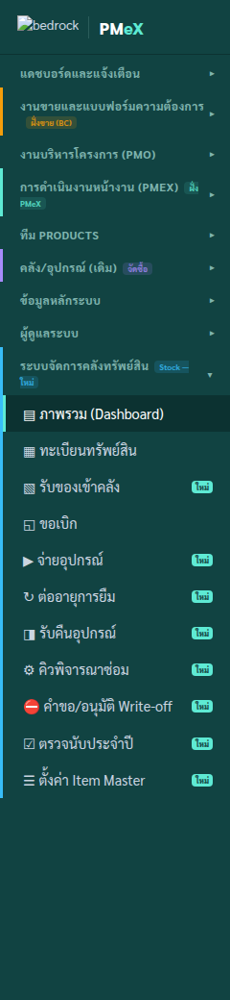 bedrock PMeX
แดชบอร์ดและแจ้งเตือน
งานขายและแบบฟอร์มความต้องการ
ฝั่งขาย (BC)
งานบริหารโครงการ (PMO)
การดำเนินงานหน้างาน (PMEX) ฝั่ง
PMeX
ทีม PRODUCTS
คลัง/อุปกรณ์ (เดิม) จัดซื้อ
ข้อมูลหลักระบบ
ผู้ดูแลระบบ
ระบบจัดการคลังทรัพย์สิน Stock —
ใหม่
ภาพรวม (Dashboard)
ทะเบียนทรัพย์สิน
รับของเข้าคลัง ใหม่
ขอเบิก
จ่ายอุปกรณ์ ใหม่
ต่ออายุการยืม ใหม่
รับคืนอุปกรณ์ ใหม่
คิวพิจารณาซ่อม ใหม่
คำขอ/อนุมัติ Write-off ใหม่
ตรวจนับประจำปี ใหม่
ตั้งค่า Item Master ใหม่